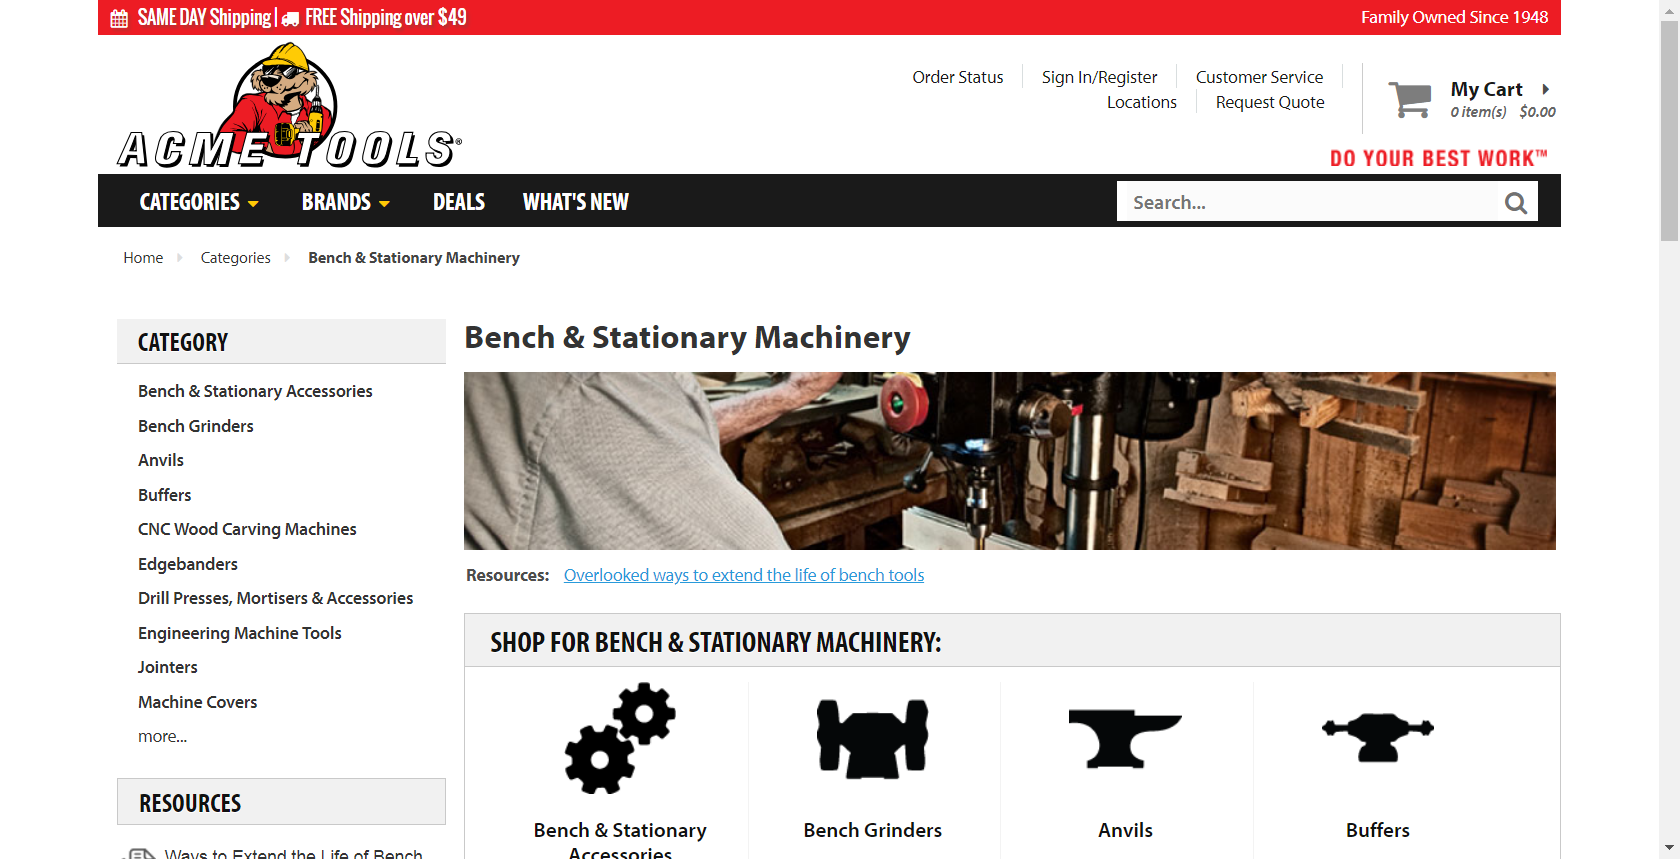 SAME DAY Shipping | FREE Shipping over $49
Family Owned Since 1948
ACME TOOLS®
Order Status
Sign In/Register
Customer Service
Locations
Request Quote
My Cart
0 item(s) $0.00
DO YOUR BEST WORK™
CATEGORIES
BRANDS
DEALS
WHAT'S NEW
Search...
Home
Categories
Bench & Stationary Machinery
CATEGORY
Bench & Stationary Accessories
Bench Grinders
Anvils
Buffers
CNC Wood Carving Machines
Edgebanders
Drill Presses, Mortisers & Accessories
Engineering Machine Tools
Jointers
Machine Covers
more...
RESOURCES
Ways to Extend the Life of Bench
Bench & Stationary Machinery
Resources: Overlooked ways to extend the life of bench tools
SHOP FOR BENCH & STATIONARY MACHINERY:
Bench & Stationary
Accessories
Bench Grinders
Anvils
Buffers